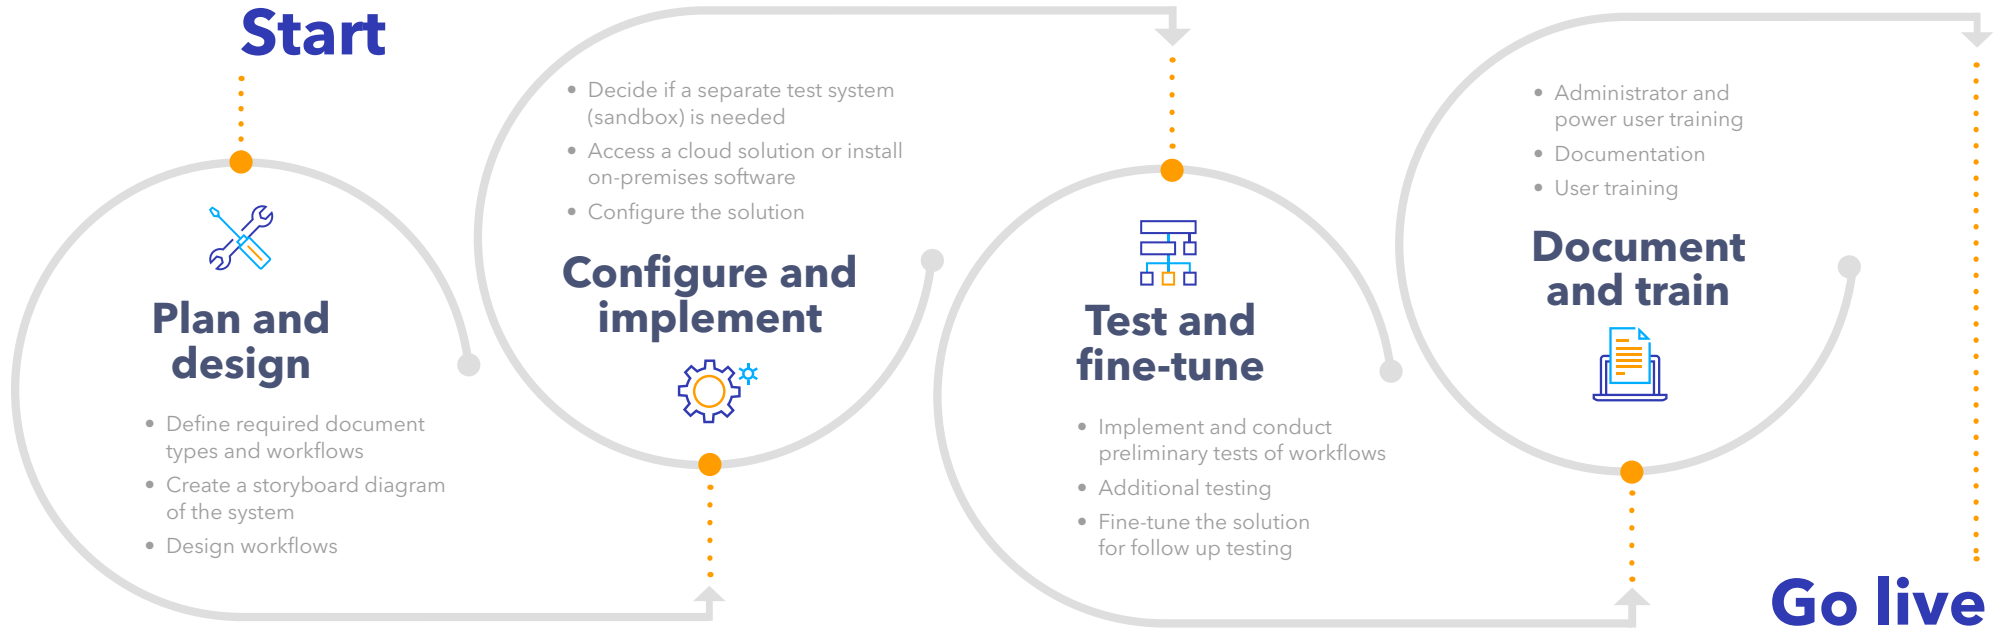 Start
Plan and
design
• Define required document
types and workflows
• Create a storyboard diagram
of the system
• Design workflows
• Decide if a separate test system
(sandbox) is needed
• Access a cloud solution or install
on-premises software
• Configure the solution
Configure and
implement
Test and
fine-tune
• Implement and conduct
preliminary tests of workflows
• Additional testing
• Fine-tune the solution
for follow up testing
• Administrator and
power user training
• Documentation
• User training
Document
and train
Go live